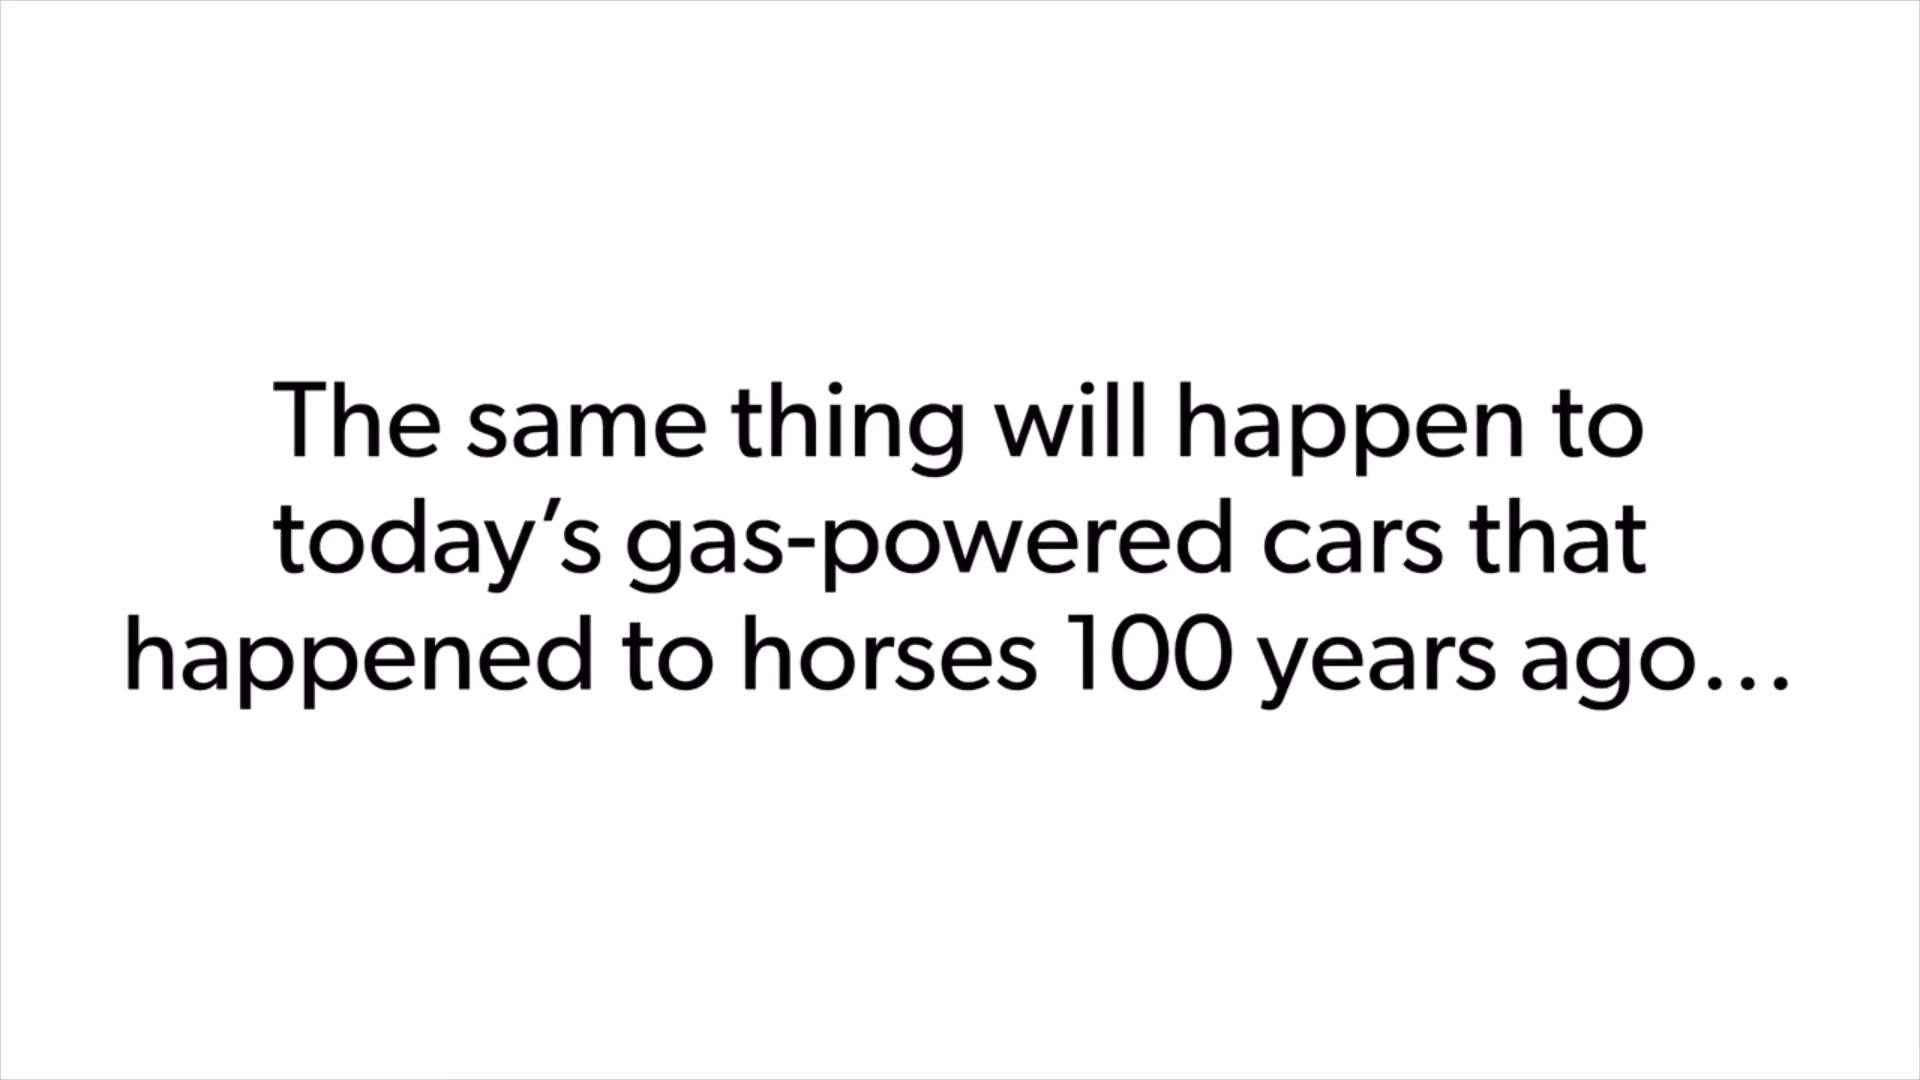 The same thing will happen to
today’s gas-powered cars that
happened to horses 100 years ago…